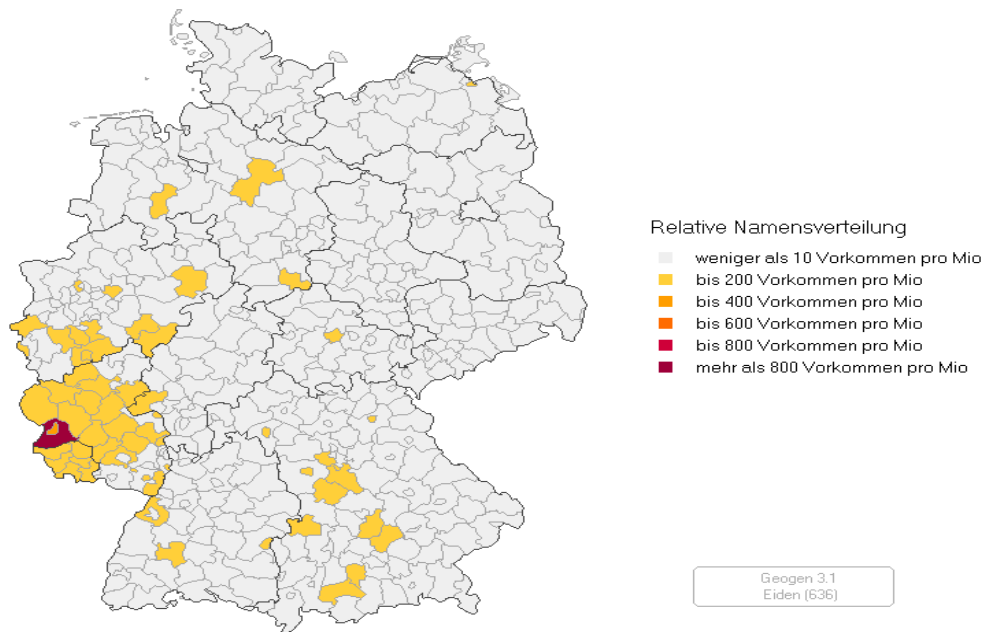 Relative Namensverteilung
weniger als 10 Vorkommen pro Mio
bis 200 Vorkommen pro Mio
bis 400 Vorkommen pro Mio
bis 600 Vorkommen pro Mio
bis 800 Vorkommen pro Mio
mehr als 800 Vorkommen pro Mio
Geogen 3.1
Eiden (636)